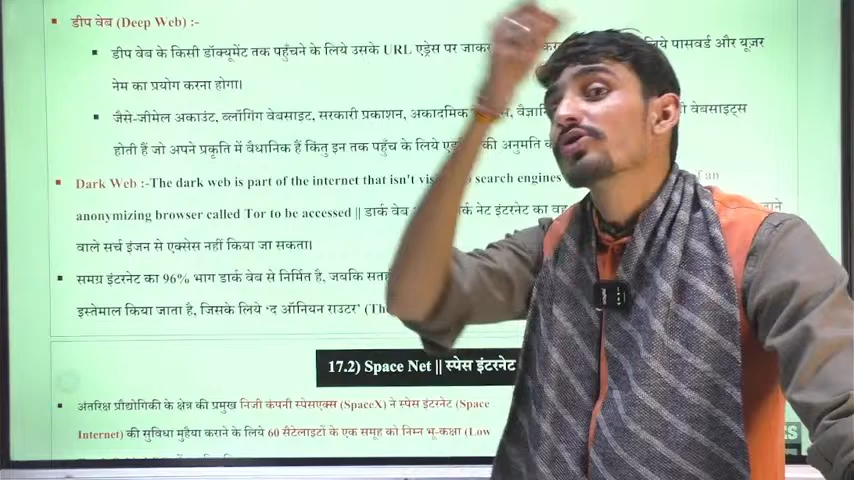 डीप वेब (Deep Web) :-
डीप वेब के किसी डॉक्यूमेंट तक पहुँचने के लिये उसके URL एड्रेस पर जाकर लिये पासवर्ड और यूज़र
नेम का प्रयोग करना होगा।
जैसे-जीमेल अकाउंट, ब्लॉगिंग वेबसाइट, सरकारी प्रकाशन, अकादमिक वेबसाइट्स
होती हैं जो अपने प्रकृति में वैधानिक हैं किंतु इन तक पहुँच के लिये की अनुमति
Dark Web :-The dark web is part of the internet that isn't search engines of an
anonymizing browser called Tor to be accessed || डार्क वेब नेट इंटरनेट का
वाले सर्च इंजन से एक्सेस नहीं किया जा सकता।
समग्र इंटरनेट का 96% भाग डार्क वेब से निर्मित है, जबकि
इस्तेमाल किया जाता है, जिसके लिये 'द ऑनियन राउटर'
17.2) Space Net || स्पेस इंटरनेट
अंतरिक्ष प्रौद्योगिकी के क्षेत्र की प्रमुख निजी कंपनी स्पेसएक्स (SpaceX) ने स्पेस इंटरनेट (Space
Internet) की सुविधा मुहैया कराने के लिये 60 सैटेलाइटों के एक समूह को निम्न भू-कक्षा (Low